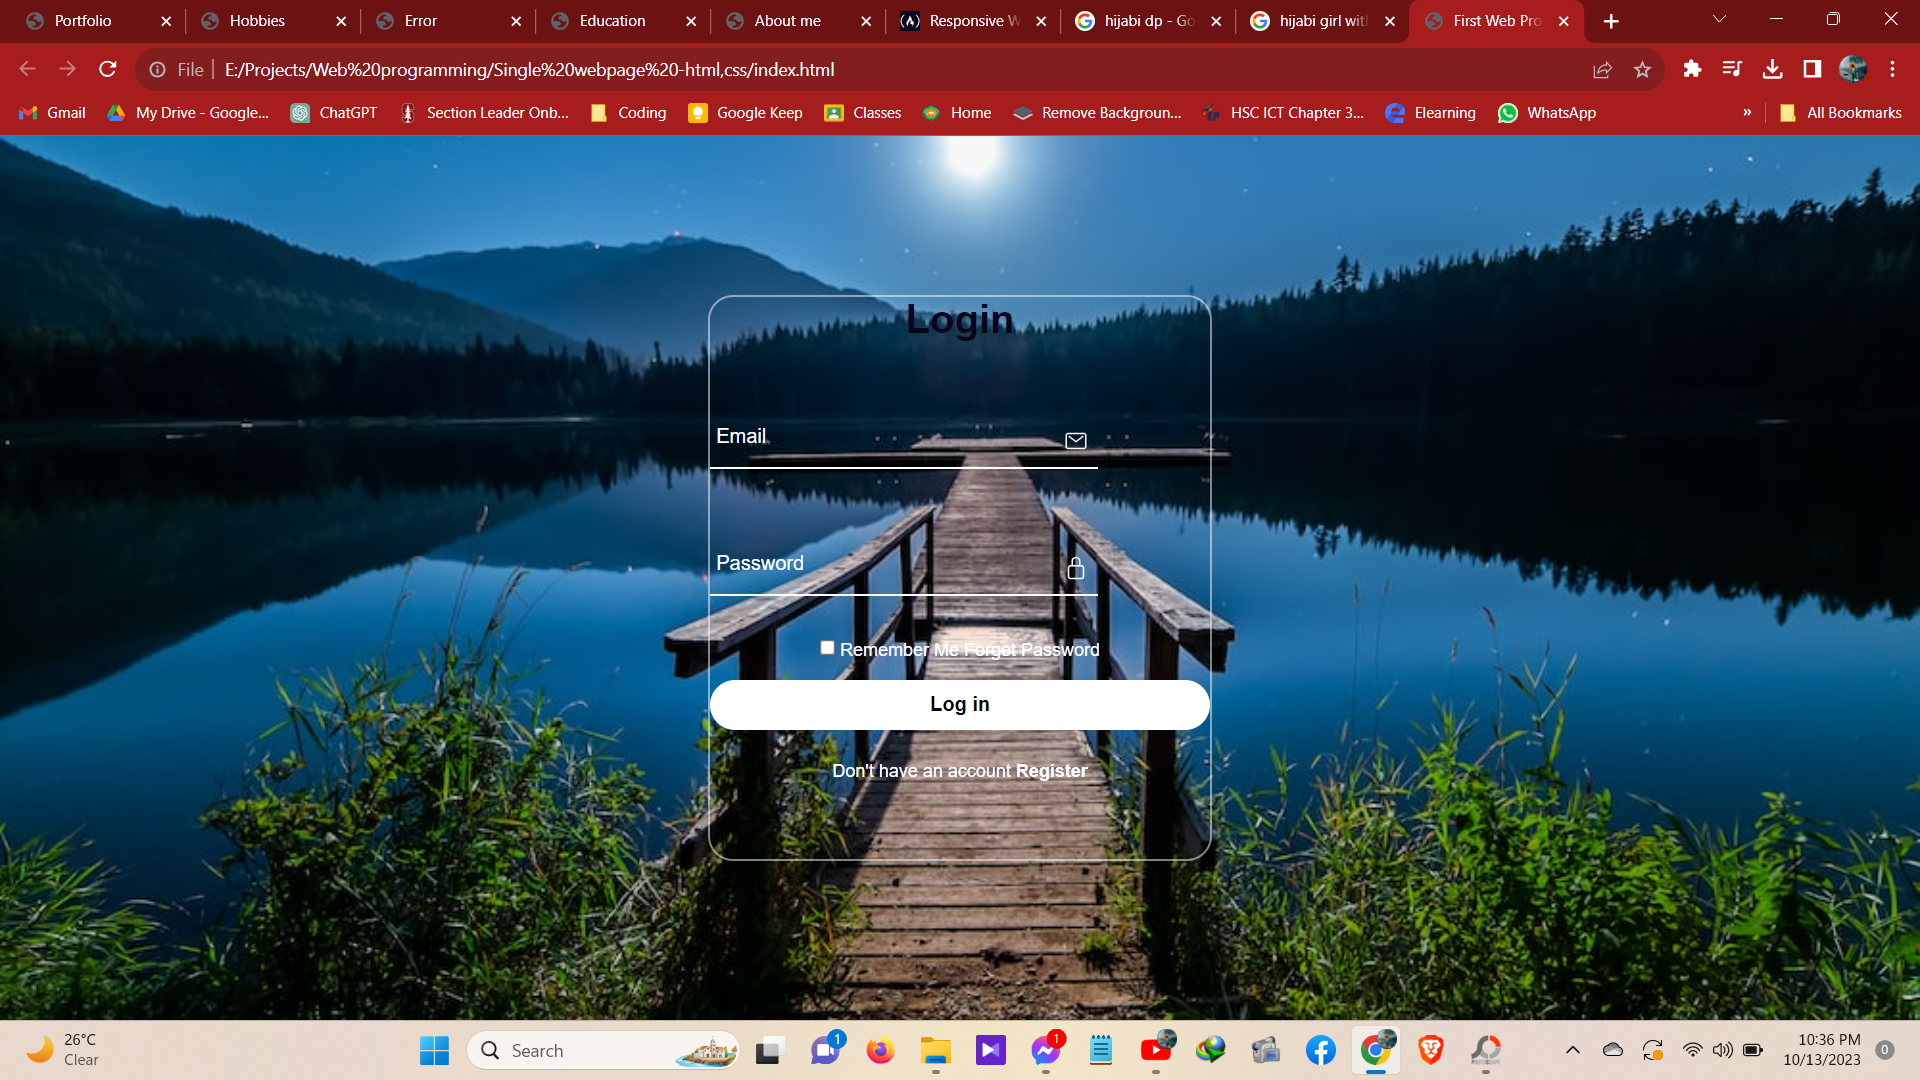 Portfolio
Hobbies
Error
Education
About me
Responsive W
hijabi dp - Go
hijabi girl wit
First Web Pro
File
E:/Projects/Web%20programming/Single%20webpage%20-html,css/index.html
Gmail
My Drive - Google...
ChatGPT
Section Leader Onb...
Coding
Google Keep
Classes
Home
Remove Backgroun...
HSC ICT Chapter 3...
Elearning
WhatsApp
»
All Bookmarks
Login
Email
Password
Remember Me Forget Password
Log in
Don't have an account Register
26°C
Clear
Search
1
1
10:36 PM
10/13/2023
0